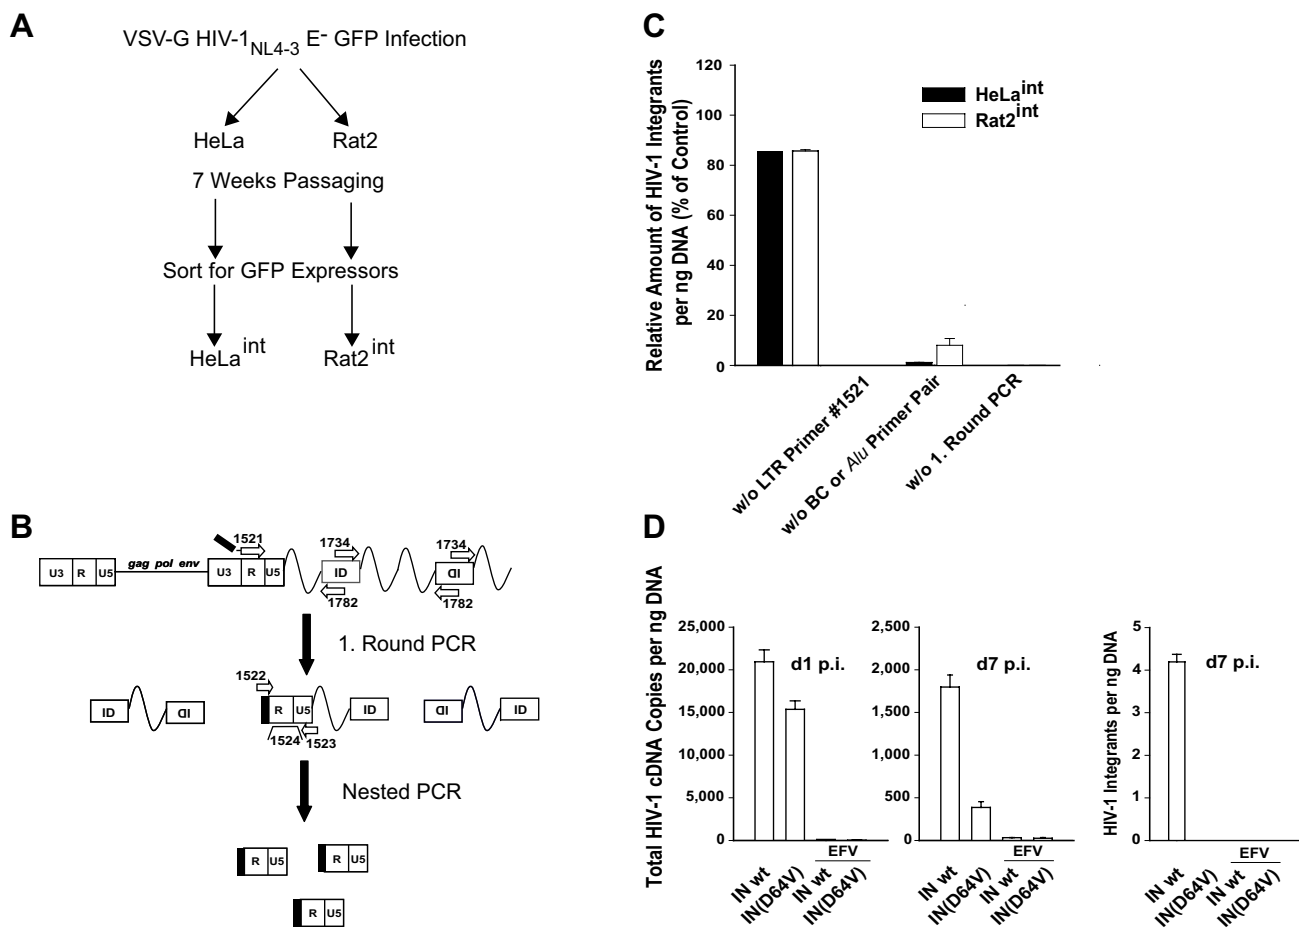 A
VSV-G HIV-1NL4-3 E- GFP Infection
HeLa Rat2
7 Weeks Passaging
Sort for GFP Expressors
HeLaint Rat2int
B
1521 1734 1734
U3 R U5 gag pol env U3 R U5 ID ID
1782 1782
1. Round PCR
1522
ID ID R U5 ID ID ID
1524 1523
Nested PCR
R U5 R U5
R U5
C
Relative Amount of HIV-1 Integrants
per ng DNA (% of Control)
120
100
80
60
40
20
0
HeLaint
Rat2int
w/o LTR Primer #1521
w/o BC or Alu Primer Pair
w/o 1. Round PCR
D
Total HIV-1 cDNA Copies per ng DNA
25,000
20,000
15,000
10,000
5,000
0
d1 p.i.
EFV
IN wt
IN(D64V)
IN wt
IN(D64V)
2,500
2,000
1,500
1,000
500
0
d7 p.i.
EFV
IN wt
IN(D64V)
IN wt
IN(D64V)
HIV-1 Integrants per ng DNA
5
4
3
2
1
0
d7 p.i.
EFV
IN wt
IN(D64V)
IN wt
IN(D64V)